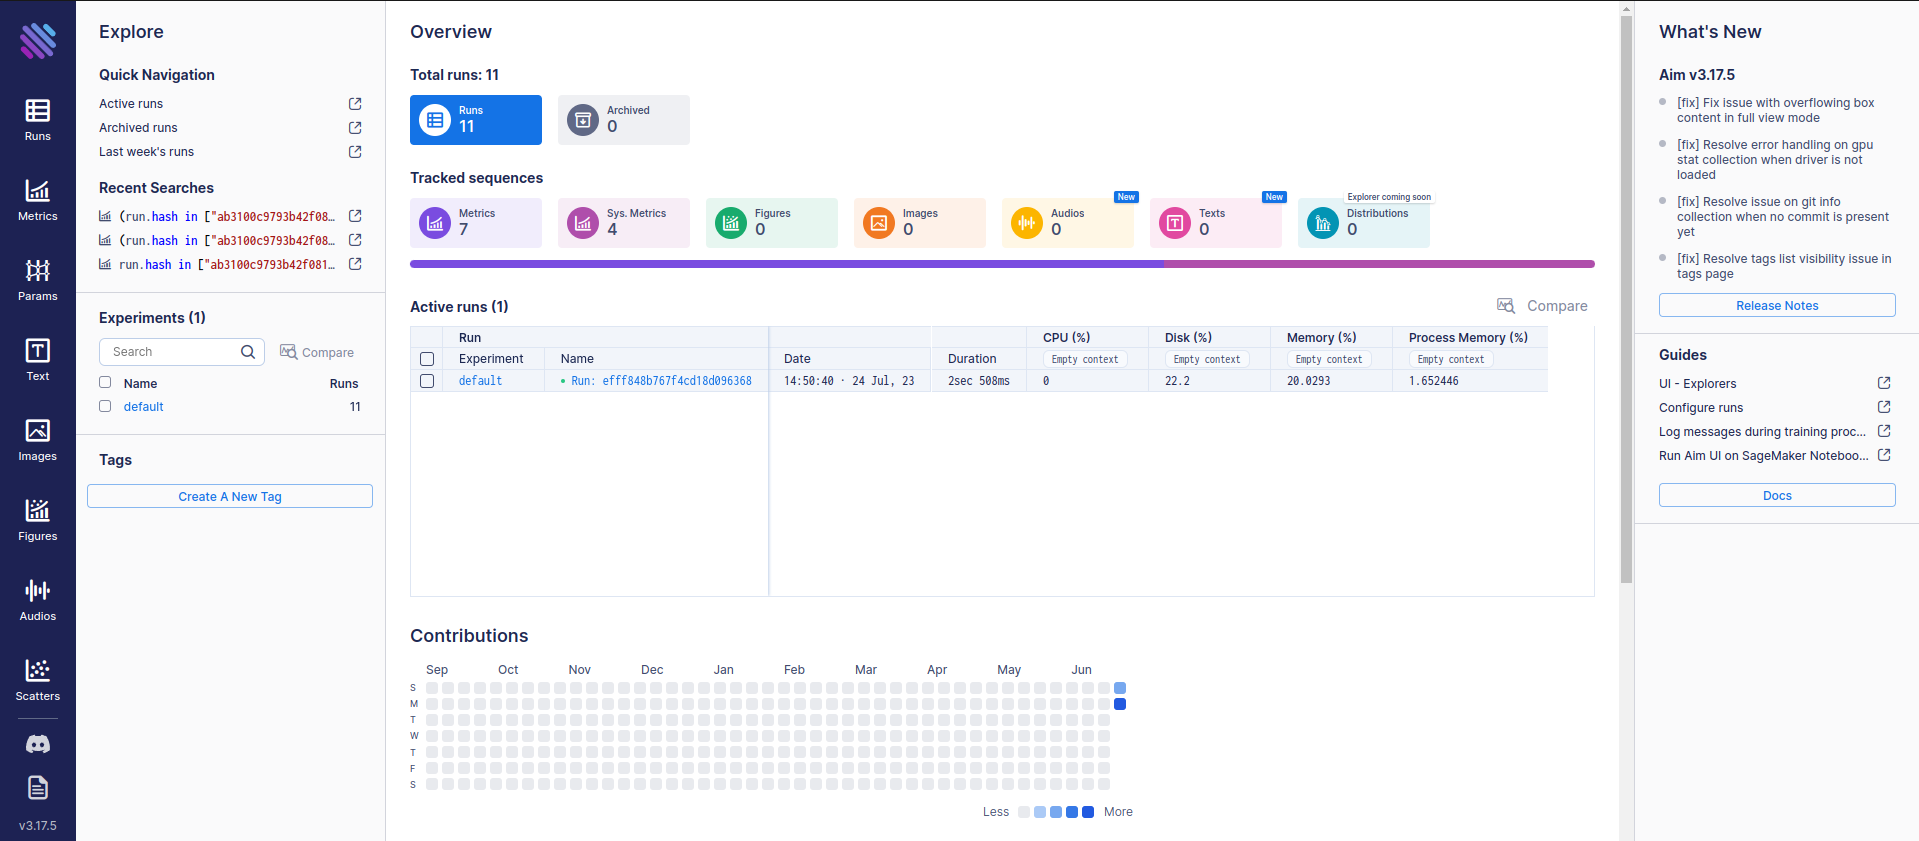 Runs
Metrics
Params
Text
Images
Figures
Audios
Scatters
v3.17.5
Explore
Quick Navigation
Active runs
Archived runs
Last week's runs
Recent Searches
(run.hash in ["ab3100c9793b42f08…
(run.hash in ["ab3100c9793b42f08…
run.hash in ["ab3100c9793b42f081…
Experiments (1)
Search Compare
Name Runs
default 11
Tags
Create A New Tag
Overview
Total runs: 11
Runs
11
Archived
0
Tracked sequences
Metrics
7
Sys. Metrics
4
Figures
0
Images
0
New
Audios
0
New
Texts
0
Explorer coming soon
Distributions
0
Active runs (1) Compare
Run CPU (%) Disk (%) Memory (%) Process Memory (%)
Experiment Name Date Duration Empty context Empty context Empty context Empty context
default Run: efff848b767f4cd18d096368 14:50:40 · 24 Jul, 23 2sec 508ms 0 22.2 20.0293 1.652446
Contributions
Sep Oct Nov Dec Jan Feb Mar Apr May Jun
S
M
T
W
T
F
S
Less More
What's New
Aim v3.17.5
[fix] Fix issue with overflowing box
content in full view mode
[fix] Resolve error handling on gpu
stat collection when driver is not
loaded
[fix] Resolve issue on git info
collection when no commit is present
yet
[fix] Resolve tags list visibility issue in
tags page
Release Notes
Guides
UI - Explorers
Configure runs
Log messages during training proc...
Run Aim UI on SageMaker Noteboo...
Docs